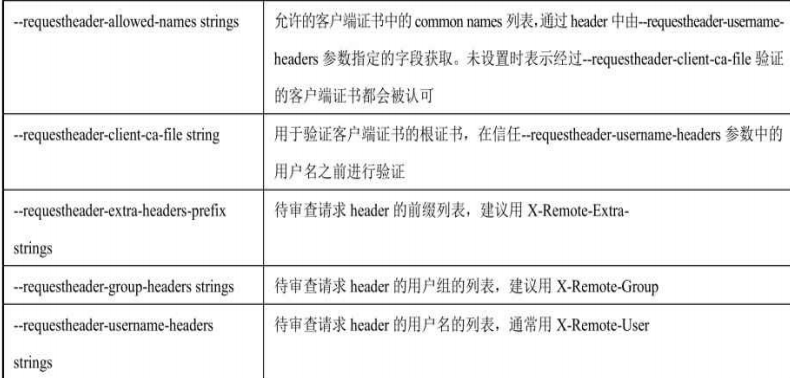 --requestheader-allowed-names strings
允许的客户端证书中的 common names 列表，通过 header 中由--requestheader-username-
headers 参数指定的字段获取。未设置时表示经过--requestheader-client-ca-file 验证
的客户端证书都会被认可
--requestheader-client-ca-file string
用于验证客户端证书的根证书，在信任--requestheader-username-headers 参数中的
用户名之前进行验证
--requestheader-extra-headers-prefix
strings
待审查请求 header 的前缀列表，建议用 X-Remote-Extra-
--requestheader-group-headers strings
待审查请求 header 的用户组的列表，建议用 X-Remote-Group
--requestheader-username-headers
strings
待审查请求 header 的用户名的列表，通常用 X-Remote-User